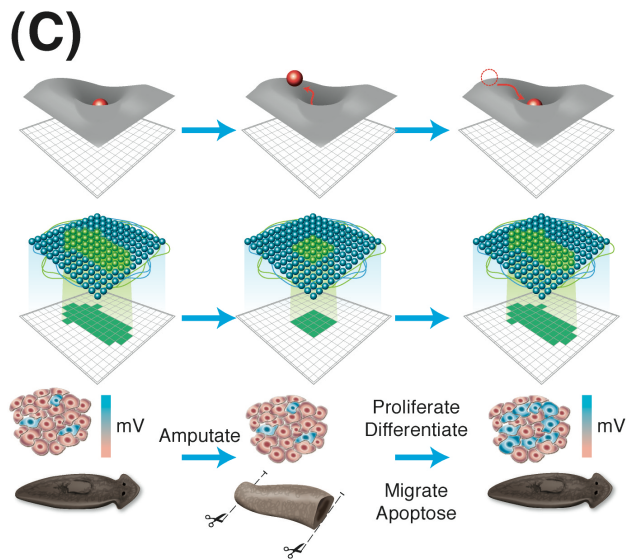 (C)
mV
Amputate
Proliferate
Differentiate
Migrate
Apoptose
mV